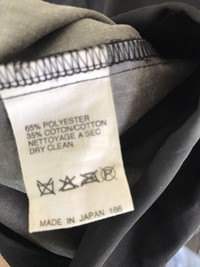 65% POLYESTER
35% COTON/COTTON
NETTOYAGE A SEC
DRY CLEAN
P
MADE IN JAPAN 166